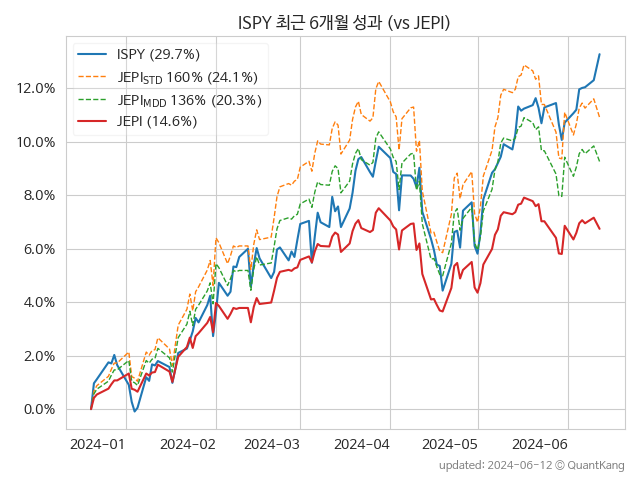 ISPY 최근 6개월 성과 (vs JEPI)
ISPY (29.7%)
JEPI_STD 160% (24.1%)
JEPI_MDD 136% (20.3%)
JEPI (14.6%)
12.0%
10.0%
8.0%
6.0%
4.0%
2.0%
0.0%
2024-01 2024-02 2024-03 2024-04 2024-05 2024-06
updated: 2024-06-12 ⓒ QuantKang